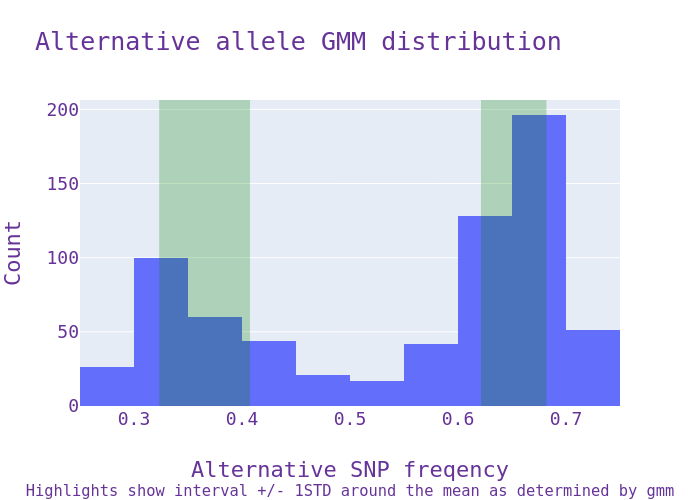 Alternative allele GMM distribution
200
150
100
50
0
Count
0.3 0.4 0.5 0.6 0.7
Alternative SNP freqency
Highlights show interval +/- 1STD around the mean as determined by gmm